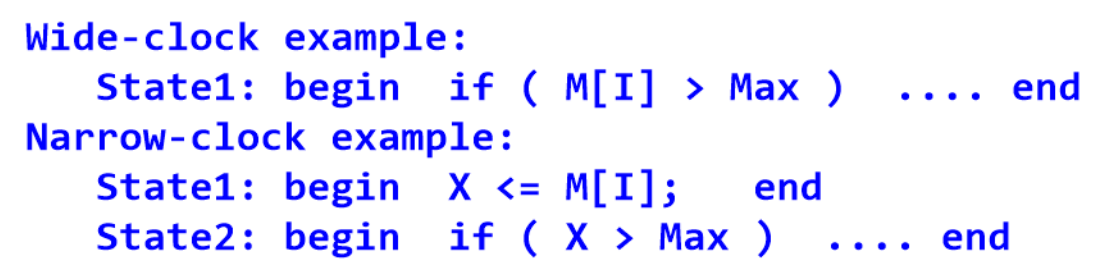 Wide-clock example:
State1: begin  if ( M[I] > Max )  .... end
Narrow-clock example:
State1: begin  X <= M[I];   end
State2: begin  if ( X > Max )  .... end